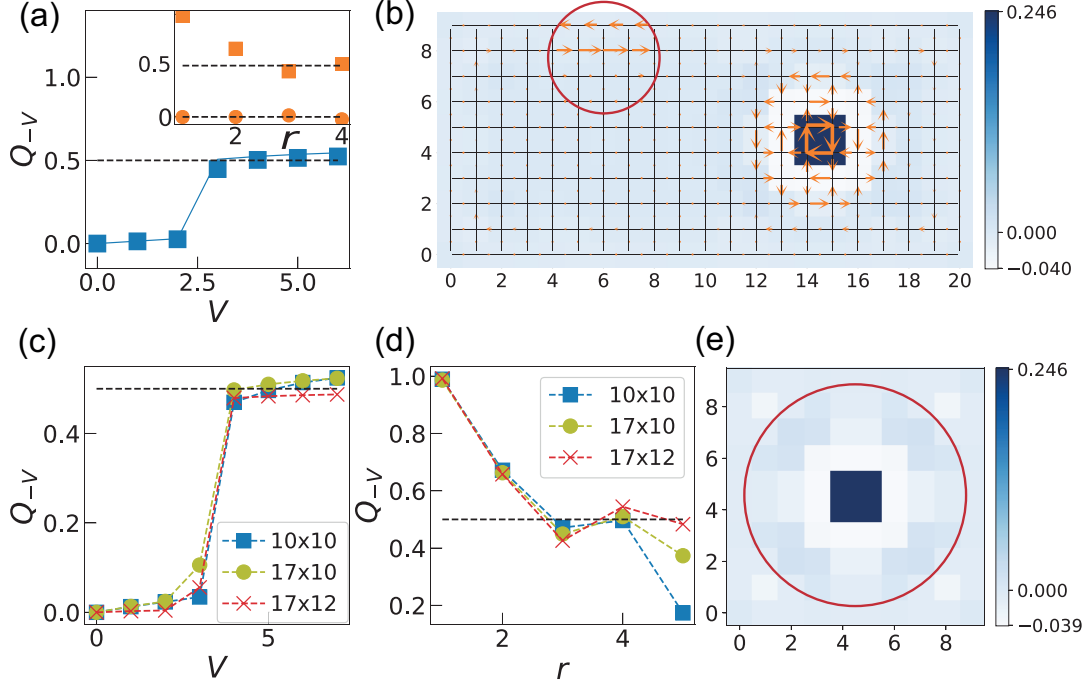 (a)
1.0
0.5
0.0
Q₋V
0.5
0
2
r
4
0.0
2.5
5.0
V
(b)
8
6
4
2
0
0 2 4 6 8 10 12 14 16 18 20
0.246
0.000
−0.040
(c)
0.4
0.2
0.0
Q₋V
0
5
V
10x10
17x10
17x12
(d)
1.0
0.8
0.6
0.4
0.2
Q₋V
2
4
r
10x10
17x10
17x12
(e)
8
6
4
2
0
0 2 4 6 8
0.246
0.000
−0.039